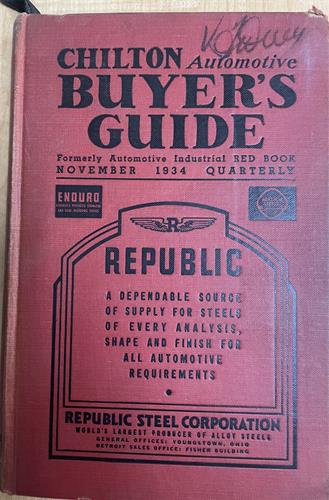 CHILTON Automotive
BUYER'S
GUIDE
Formerly Automotive Industrial RED BOOK
NOVEMBER 1934 QUARTERLY
ENDURO
R
REPUBLIC
A DEPENDABLE SOURCE
OF SUPPLY FOR STEELS
OF EVERY ANALYSIS,
SHAPE AND FINISH FOR
ALL AUTOMOTIVE
REQUIREMENTS
REPUBLIC STEEL CORPORATION
WORLD'S LARGEST PRODUCER OF ALLOY STEELS
GENERAL OFFICES: YOUNGSTOWN, OHIO
DETROIT SALES OFFICE: FISHER BUILDING